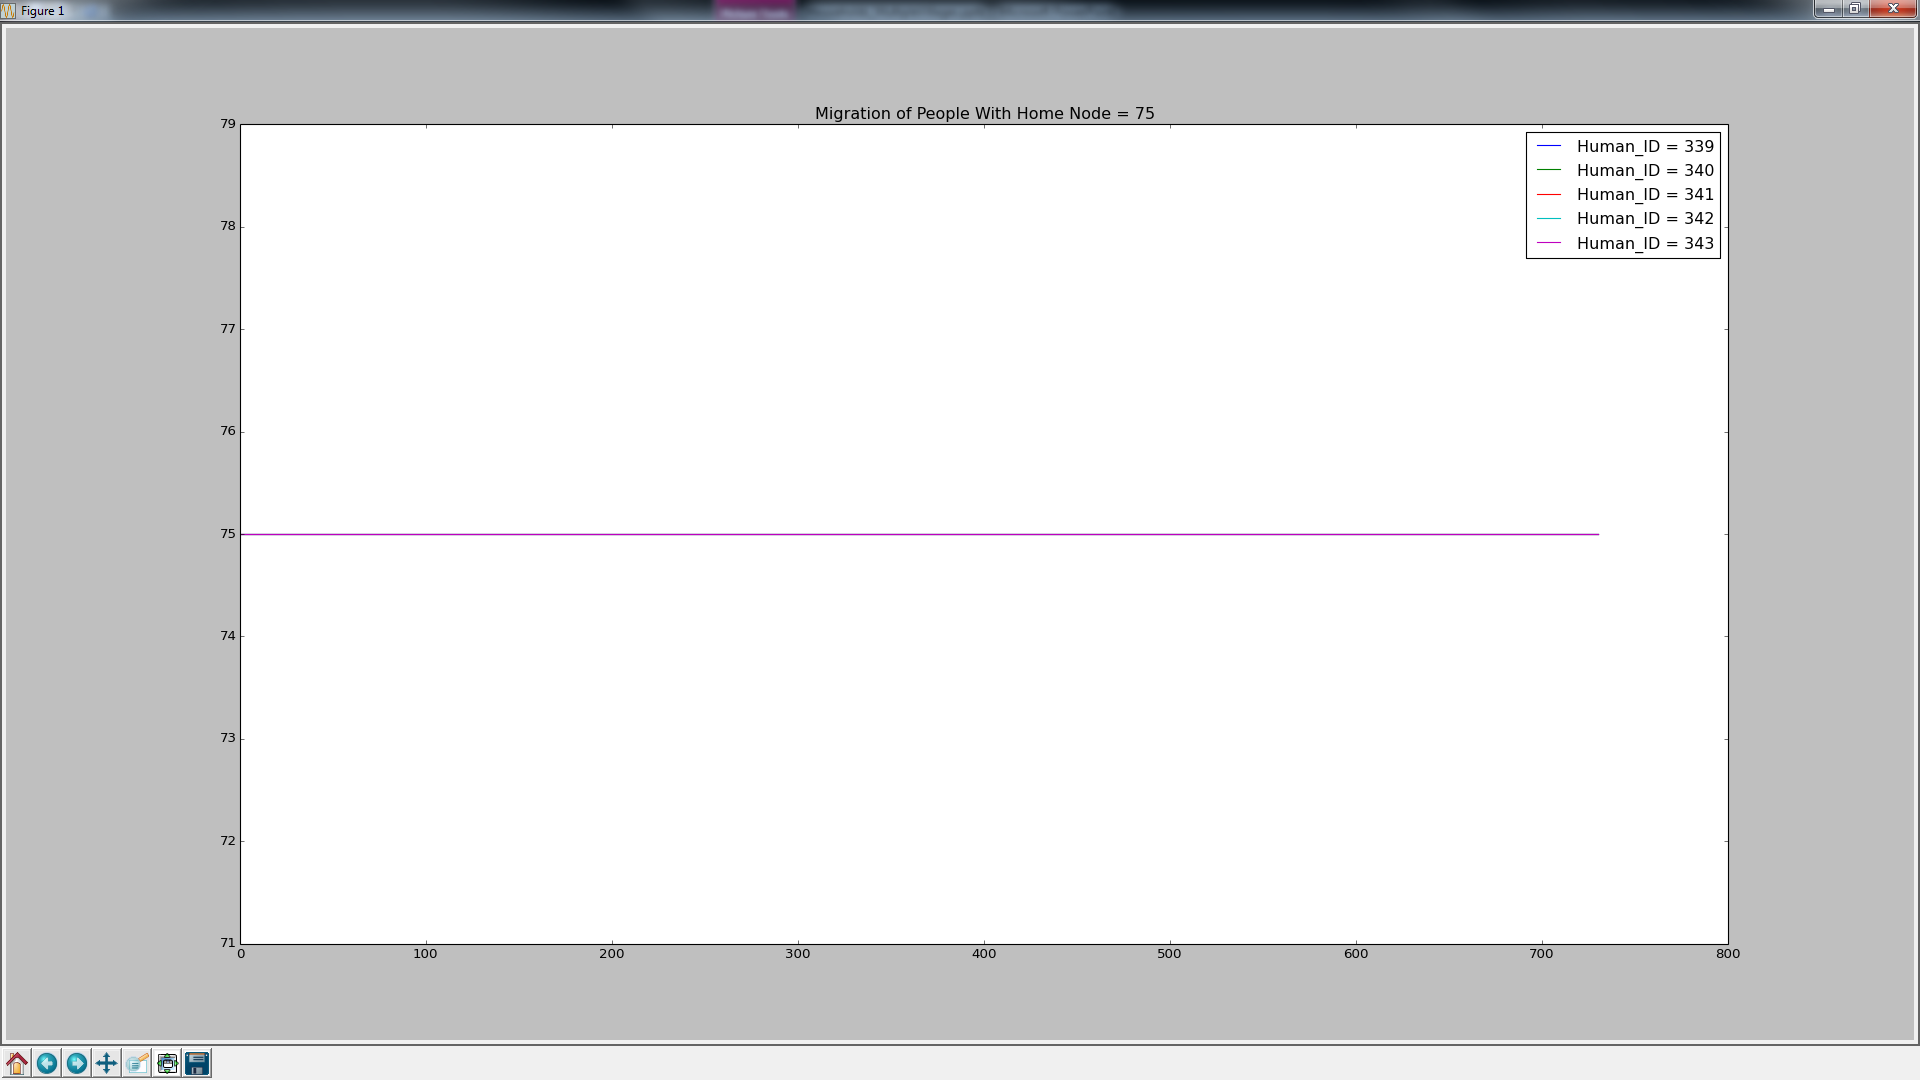 Figure 1
Migration of People With Home Node = 75
79
78
77
76
75
74
73
72
71
0 100 200 300 400 500 600 700 800
Human_ID = 339
Human_ID = 340
Human_ID = 341
Human_ID = 342
Human_ID = 343